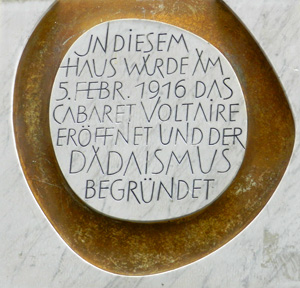 IN DIESEM
HAUS WURDE AM
5. FEBR. 1916 DAS
CABARET VOLTAIRE
ERÖFFNET UND DER
DADAISMUS
BEGRÜNDET